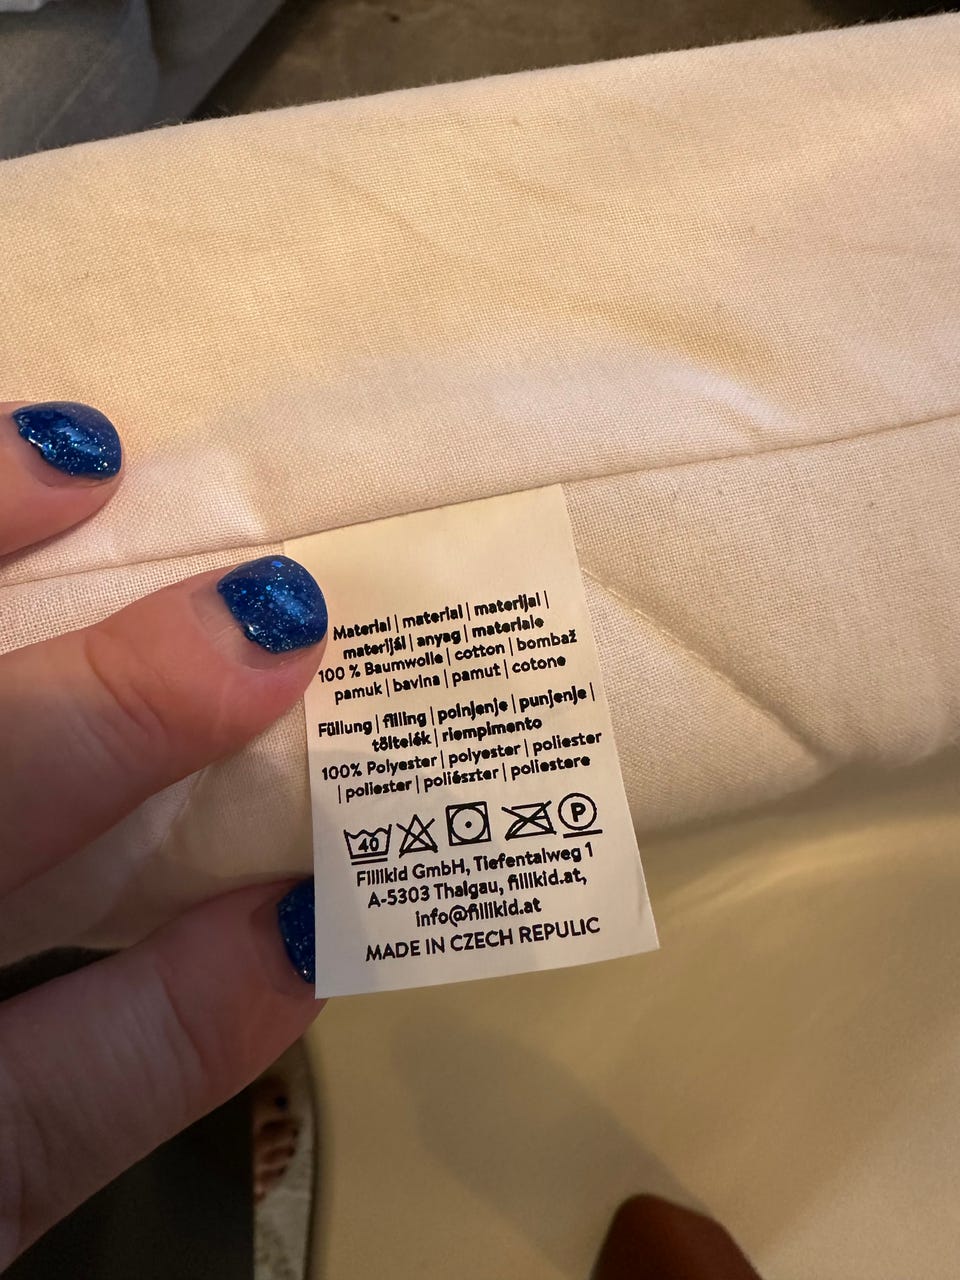 Material | material | materijal |
materijál | anyag | materiale
100 % Baumwolle | cotton | bombaž
pamuk | bavlna | pamut | cotone
Füllung | filling | polnjenje | punjenje |
töltelék | riempimento
100% Polyester | polyester | poliester
| poliester | poliészter | poliestere
40 P
Fillikid GmbH, Tiefentalweg 1
A-5303 Thalgau, fillikid.at,
info@fillikid.at
MADE IN CZECH REPULIC